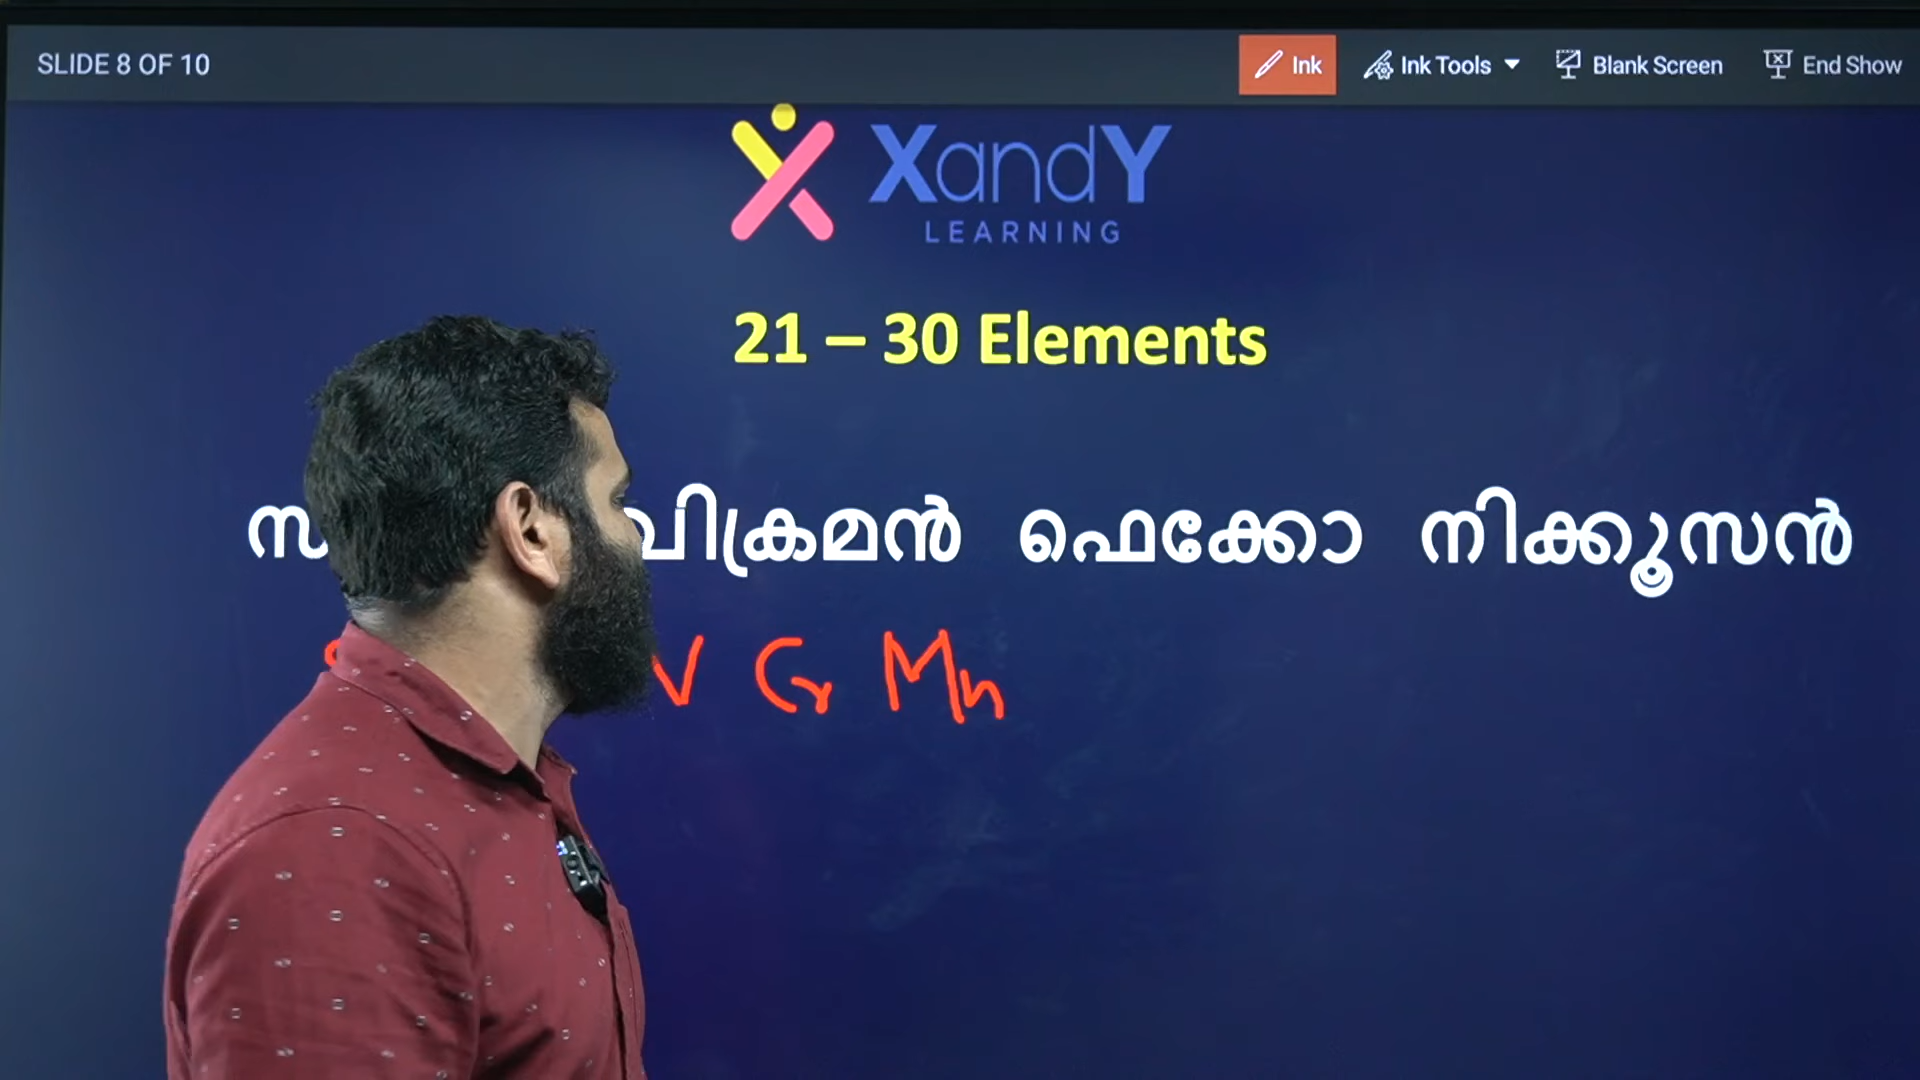 SLIDE 8 OF 10 Ink Ink Tools Blank Screen End Show
XandY
LEARNING
21 – 30 Elements
വിക്രമൻ ഫെക്കോ നിക്കൂസൻ
V Cr Mn